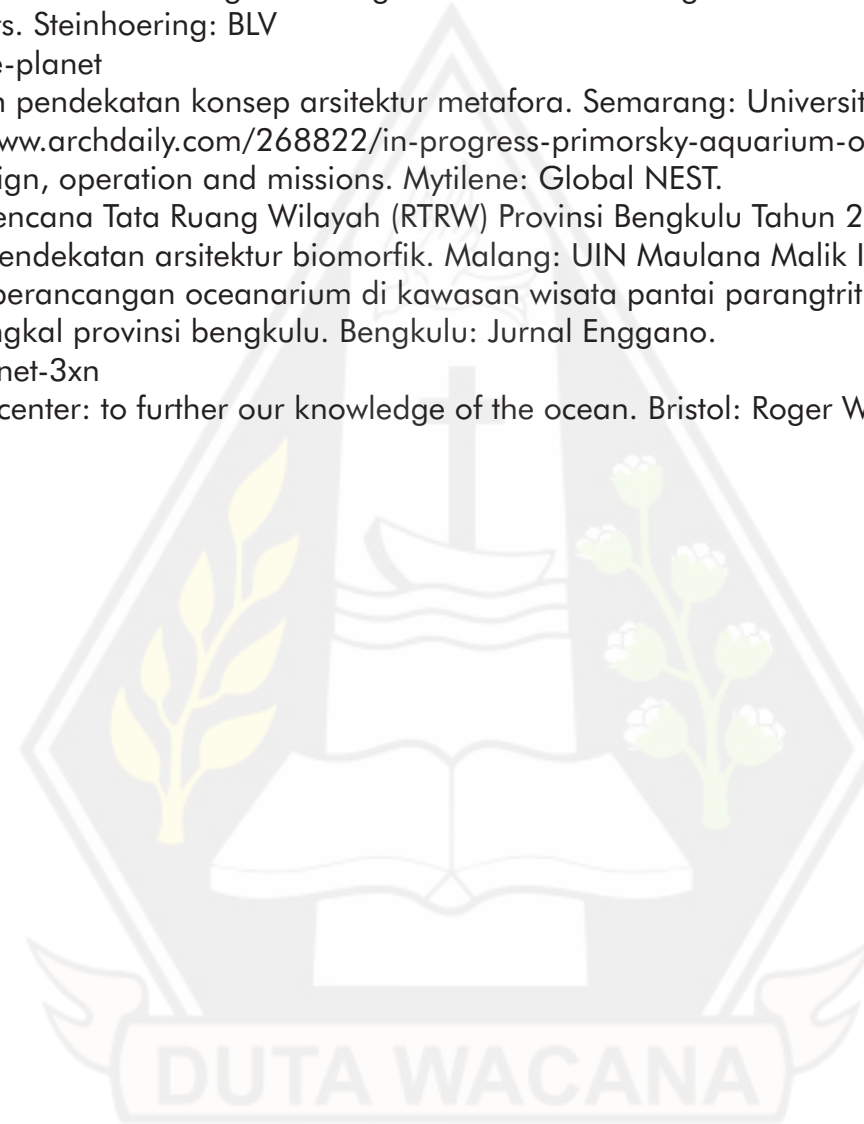 ts. Steinhoering: BLV
e-planet
n pendekatan konsep arsitektur metafora. Semarang: Universit
ww.archdaily.com/268822/in-progress-primorsky-aquarium-o
ign, operation and missions. Mytilene: Global NEST.
encana Tata Ruang Wilayah (RTRW) Provinsi Bengkulu Tahun 2
endekatan arsitektur biomorfik. Malang: UIN Maulana Malik I
perancangan oceanarium di kawasan wisata pantai parangtrit
ngkal provinsi bengkulu. Bengkulu: Jurnal Enggano.
net-3xn
center: to further our knowledge of the ocean. Bristol: Roger W
DUTA WACANA